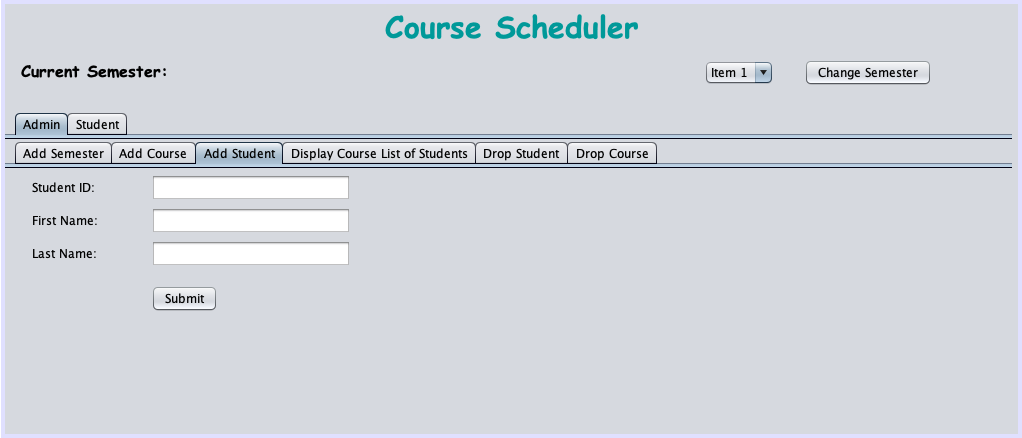 Course Scheduler
Current Semester: Item 1 Change Semester
Admin Student
Add Semester Add Course Add Student Display Course List of Students Drop Student Drop Course
Student ID:
First Name:
Last Name:
Submit